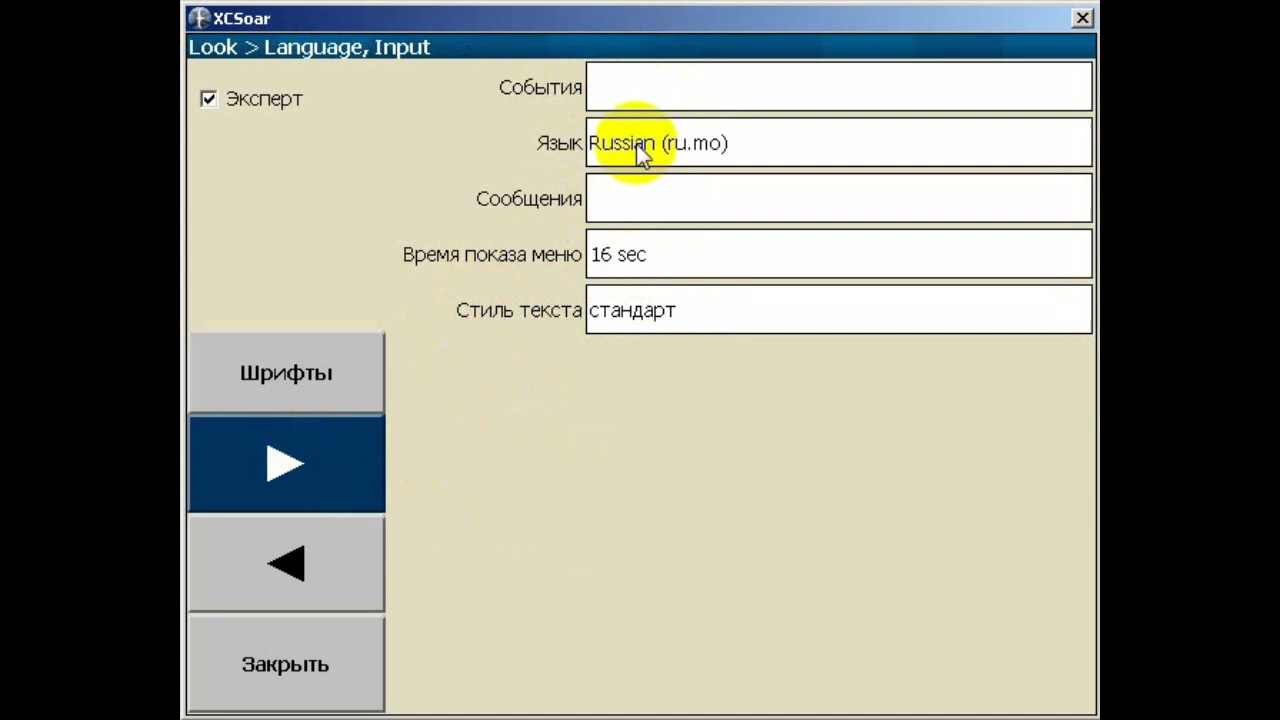 XCSoar
Look > Language, Input
Эксперт
События
Язык Russian (ru.mo)
Сообщения
Время показа меню 16 sec
Стиль текста стандарт
Шрифты
Закрыть